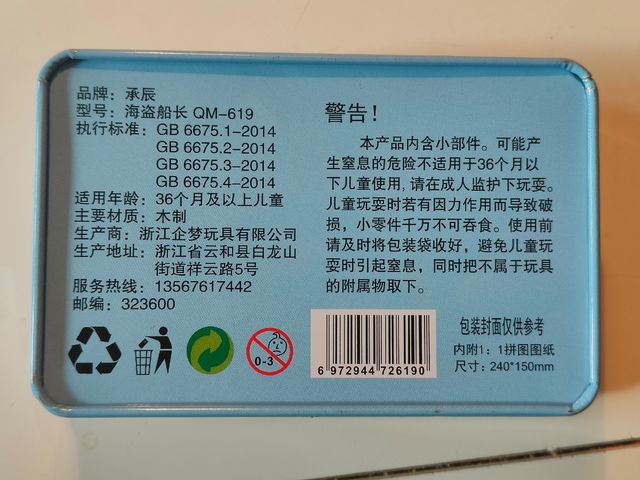 品牌：承辰
型号：海盗船长 QM-619
执行标准：GB 6675.1-2014
GB 6675.2-2014
GB 6675.3-2014
GB 6675.4-2014
适用年龄：36个月及以上儿童
主要材质：木制
生产商：浙江企梦玩具有限公司
生产地址：浙江省云和县白龙山
街道祥云路5号
服务热线：13567617442
邮编：323600
0-3
警告！
本产品内含小部件。可能产
生窒息的危险不适用于36个月以
下儿童使用,请在成人监护下玩耍。
儿童玩耍时若有因力作用而导致破
损，小零件千万不可吞食。使用前
请及时将包装袋收好，避免儿童玩
耍时引起窒息，同时把不属于玩具
的附属物取下。
6 972944 726190
包装封面仅供参考
内附1：1拼图图纸
尺寸：240*150mm